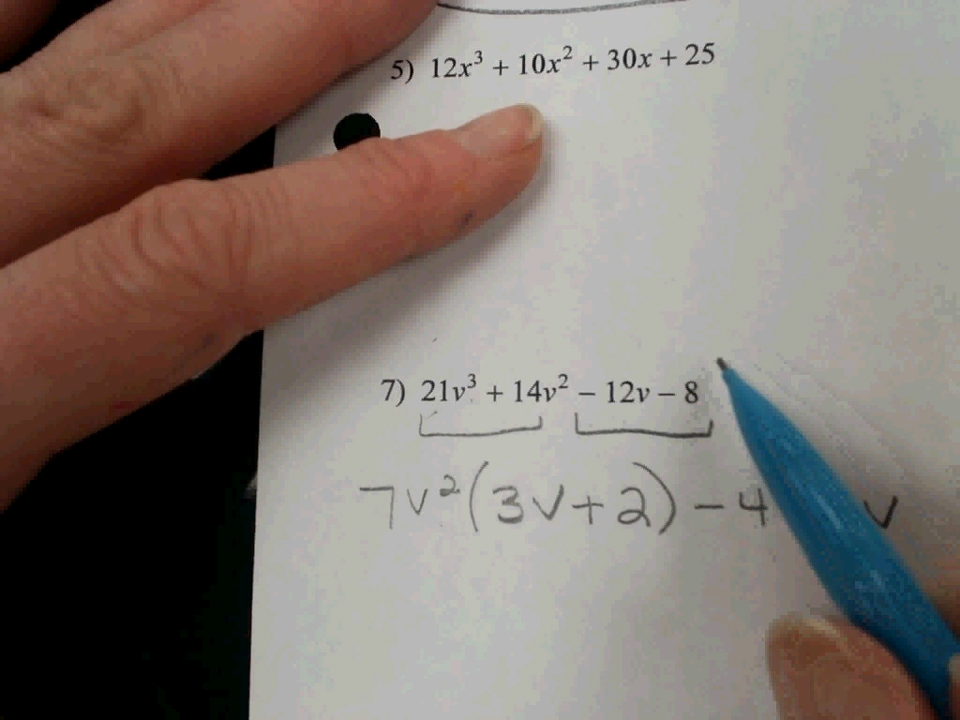 5) 12x³ + 10x² + 30x + 25
7) 21v³ + 14v² − 12v − 8
7v²(3v+2) −4 v